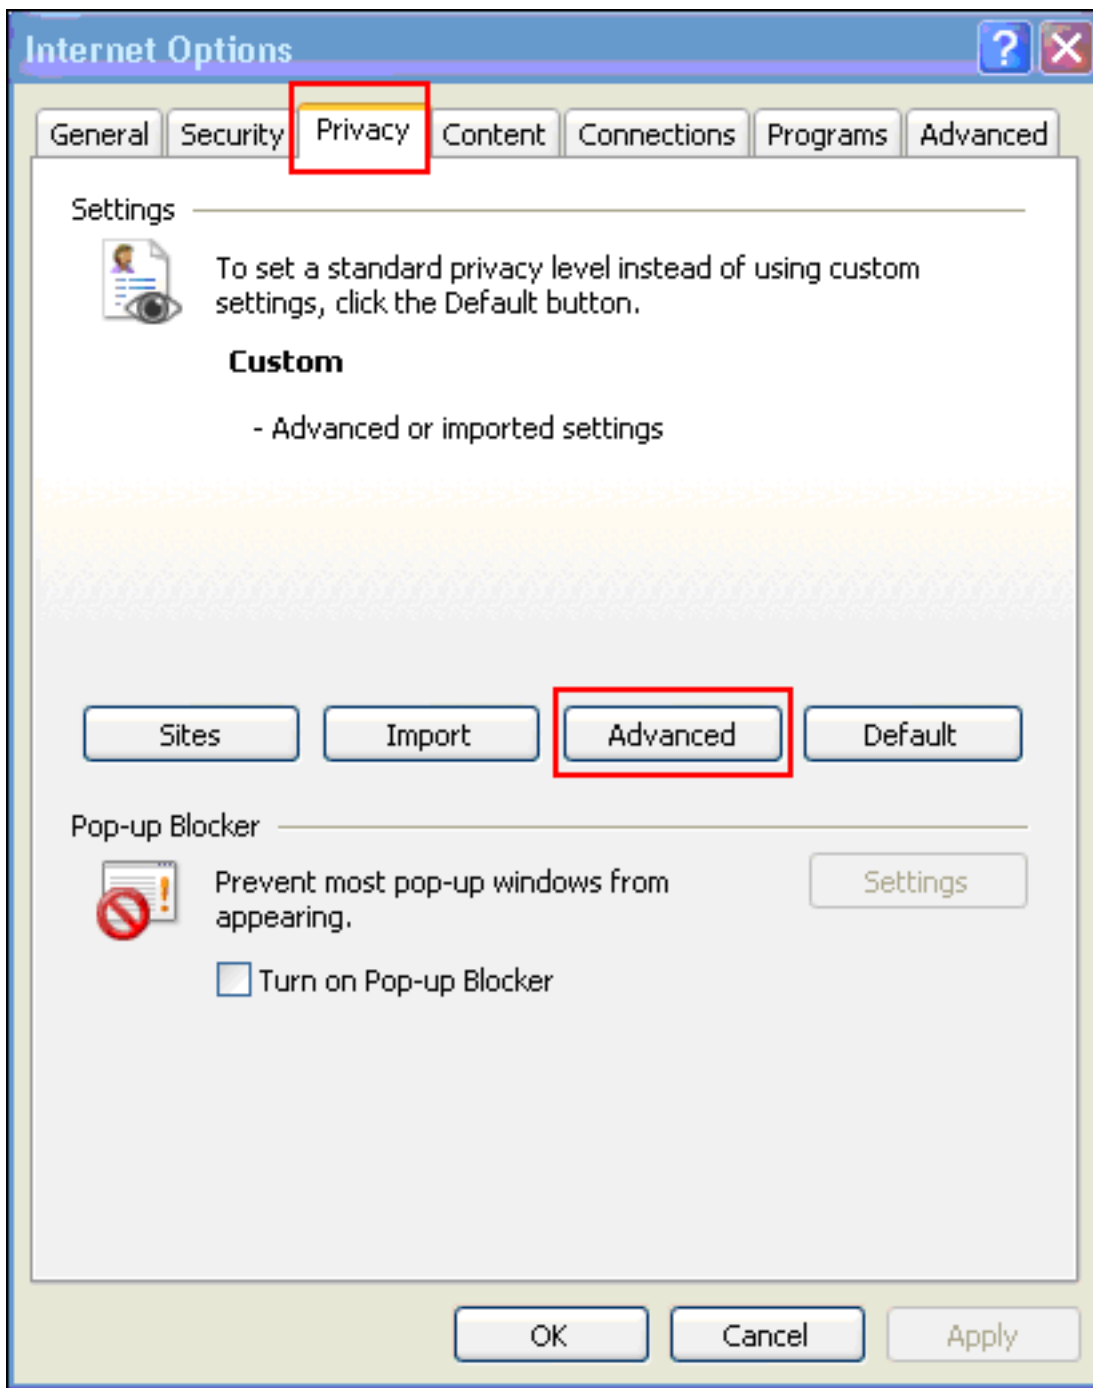 Internet Options
General Security Privacy Content Connections Programs Advanced
Settings
To set a standard privacy level instead of using custom
settings, click the Default button.
Custom
- Advanced or imported settings
Sites Import Advanced Default
Pop-up Blocker
Prevent most pop-up windows from
appearing.
Settings
Turn on Pop-up Blocker
OK Cancel Apply